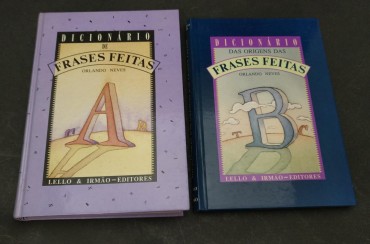 DICIONÁRIO
DE
FRASES FEITAS
ORLANDO NEVES
A
LELLO & IRMÃO-EDITORES
DICIONÁRIO
DAS ORIGENS DAS
FRASES FEITAS
ORLANDO NEVES
B
T C
LELLO & IRMÃO-EDITORES